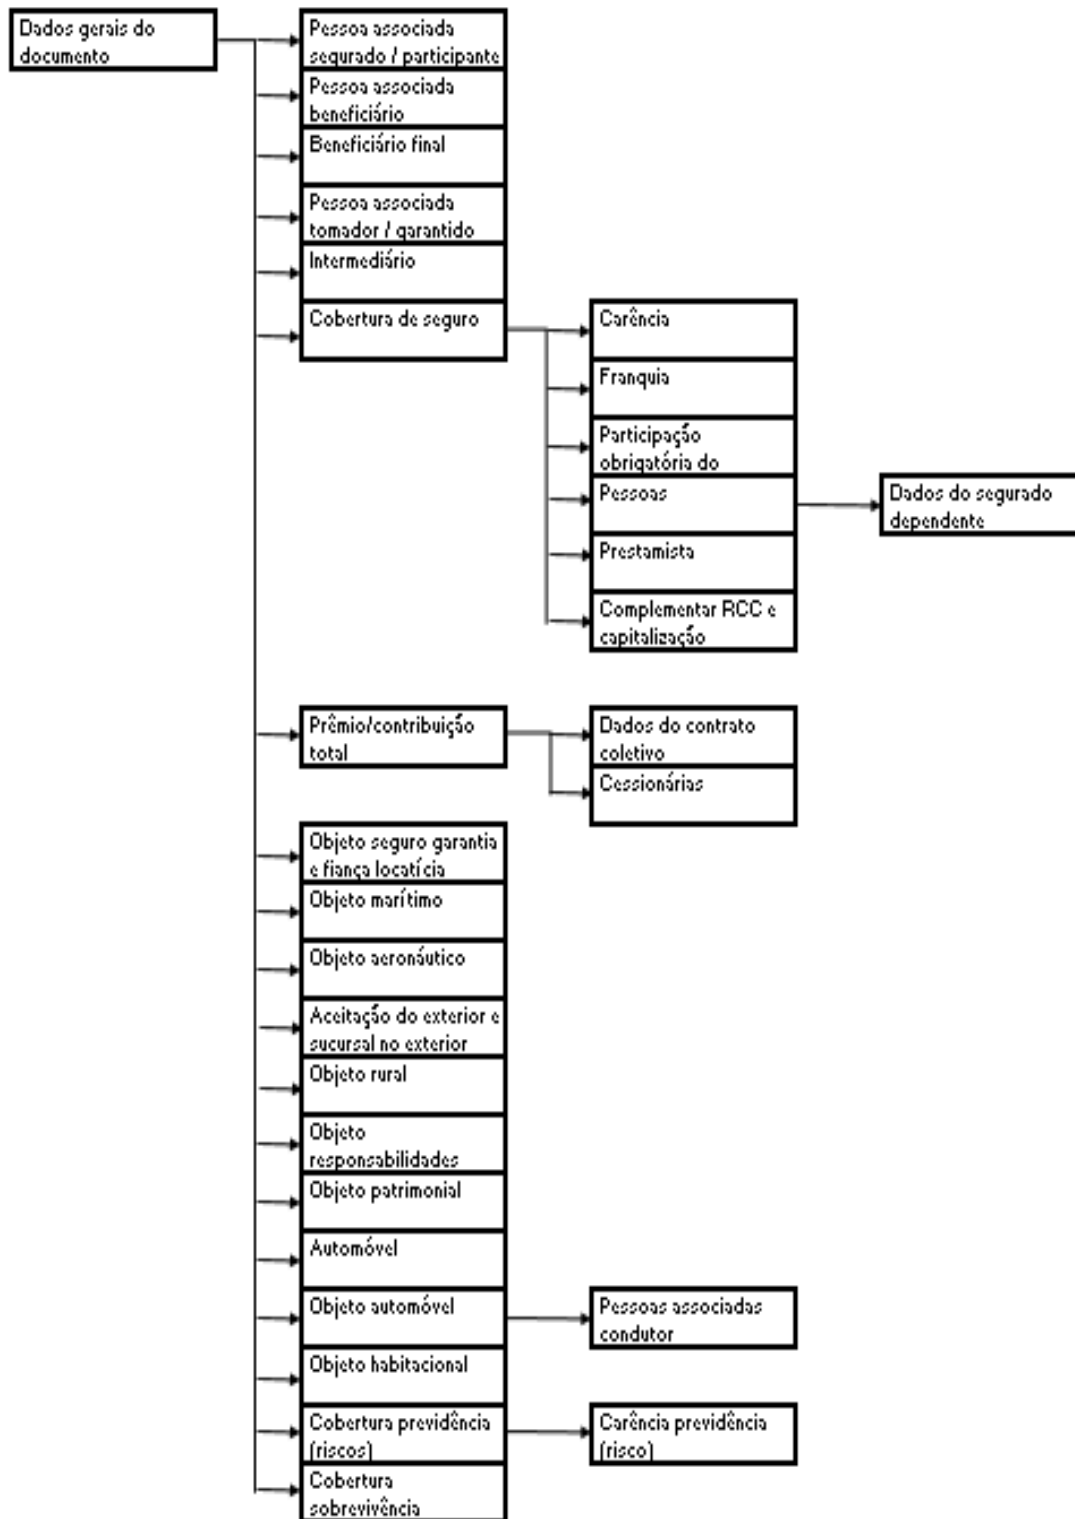 Dados gerais do
documento
Pessoa associada
segurado / participante
Pessoa associada
beneficiário
Beneficiário final
Pessoa associada
tomador / garantido
Intermediário
Cobertura de seguro
Carência
Franquia
Participação
obrigatória do
Pessoas
Dados do segurado
dependente
Prestamista
Complementar RCC e
capitalização
Prêmio/contribuição
total
Dados do contrato
coletivo
Cessionárias
Objeto seguro garantia
e fiança locatícia
Objeto marítimo
Objeto aeronáutico
Aceitação do exterior e
sucursal no exterior
Objeto rural
Objeto
responsabilidades
Objeto patrimonial
Automóvel
Objeto automóvel
Pessoas associadas
condutor
Objeto habitacional
Cobertura previdência
(riscos)
Carência previdência
(risco)
Cobertura
sobrevivência